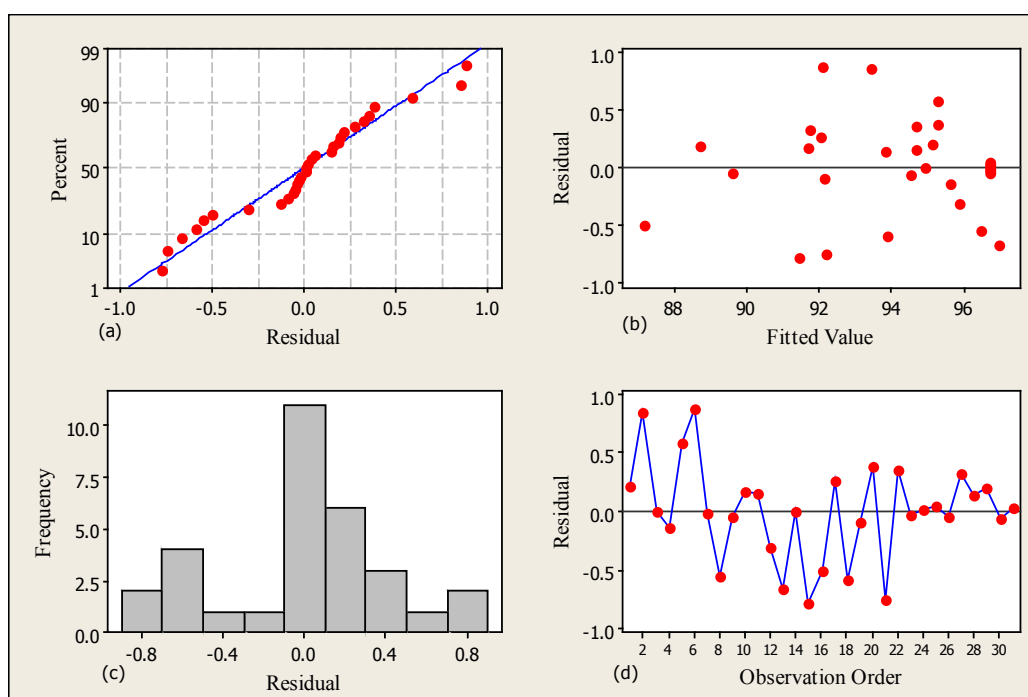 99
90
50
10
1
Percent
-1.0 -0.5 0.0 0.5 1.0
(a)
Residual
1.0
0.5
0.0
-0.5
-1.0
Residual
88 92 94 96
(b)
Fitted Value
10.0
7.5
5.0
2.5
0.0
Frequency
-0.8 -0.4 0.0 0.4 0.8
(c)
Residual
1.0
0.5
0.0
-0.5
-1.0
Residual
2 4 6 8 10 12 14 16 18 20 22 24 26 28 30
(d)
Observation Order